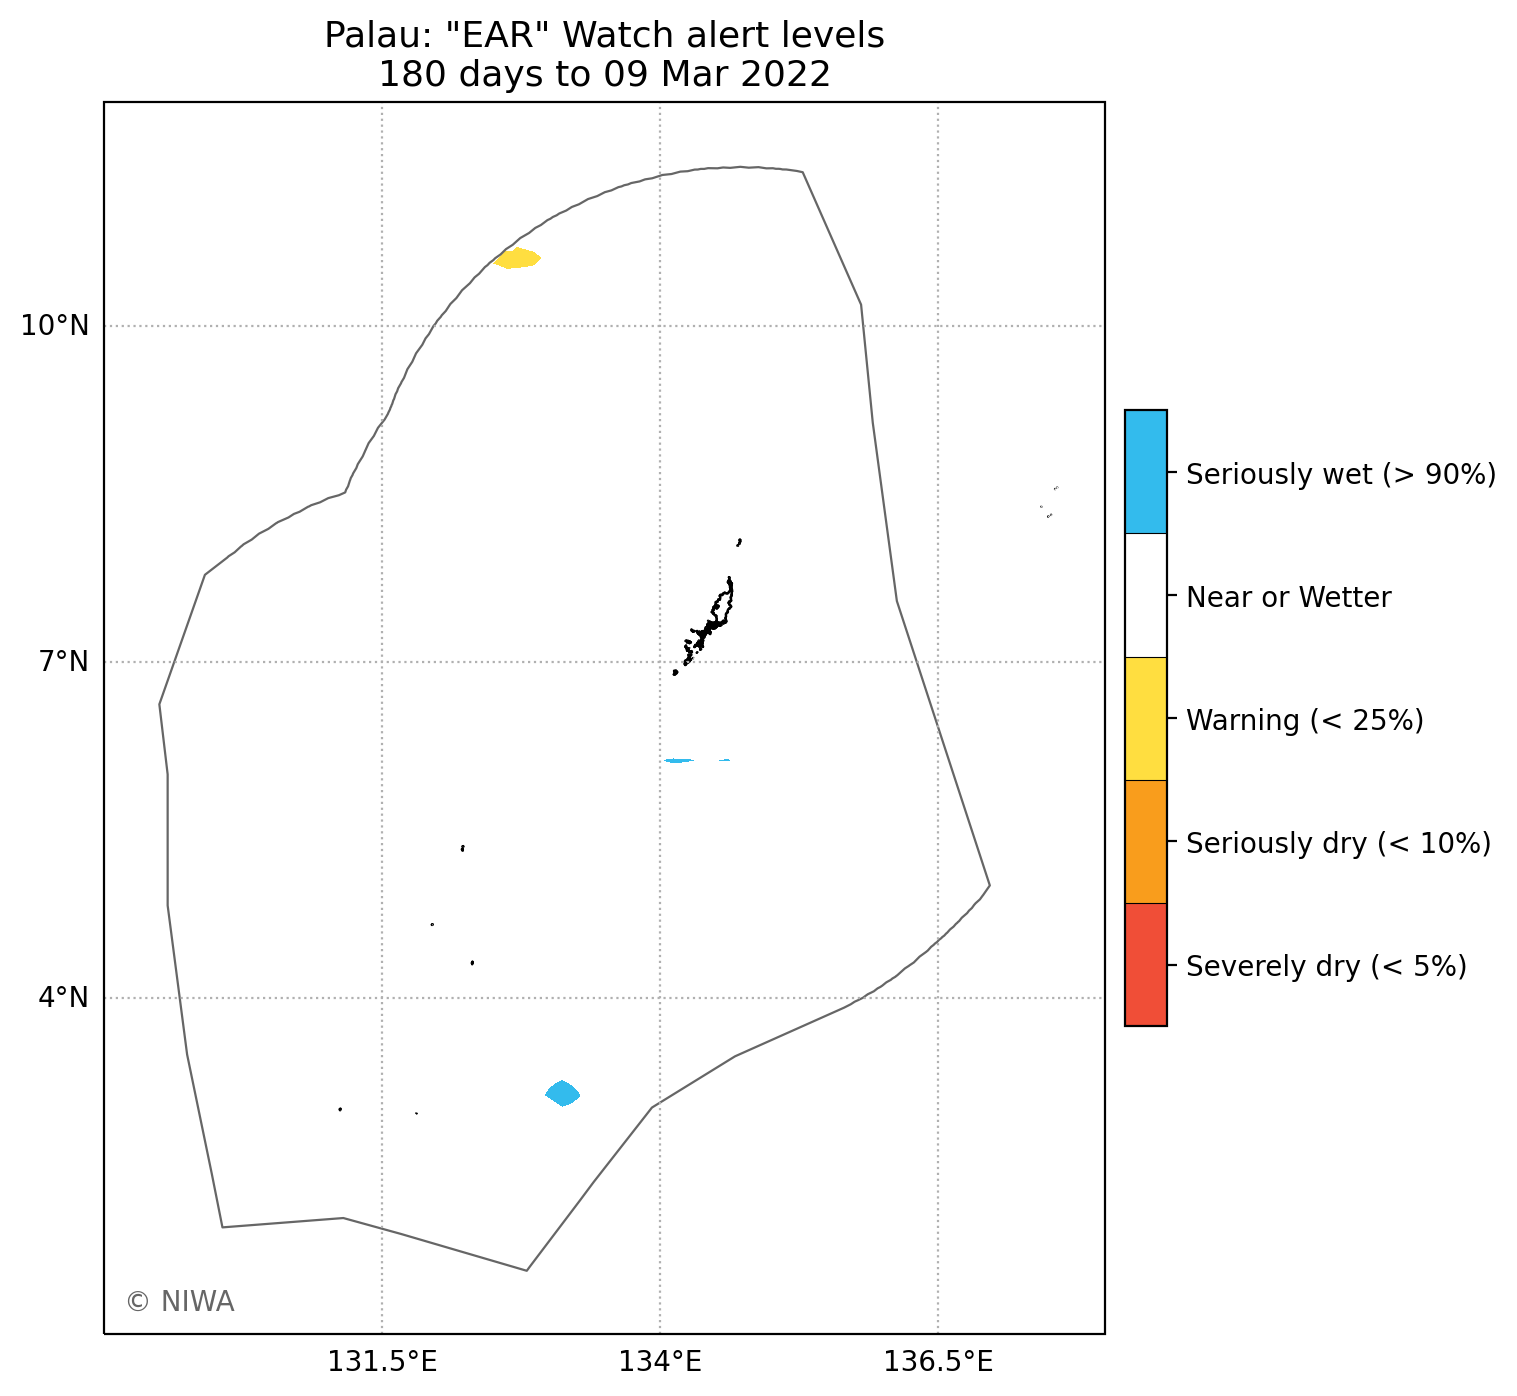 Palau: "EAR" Watch alert levels
180 days to 09 Mar 2022
10°N
7°N
4°N
131.5°E
134°E
136.5°E
Seriously wet (> 90%)
Near or Wetter
Warning (< 25%)
Seriously dry (< 10%)
Severely dry (< 5%)
© NIWA